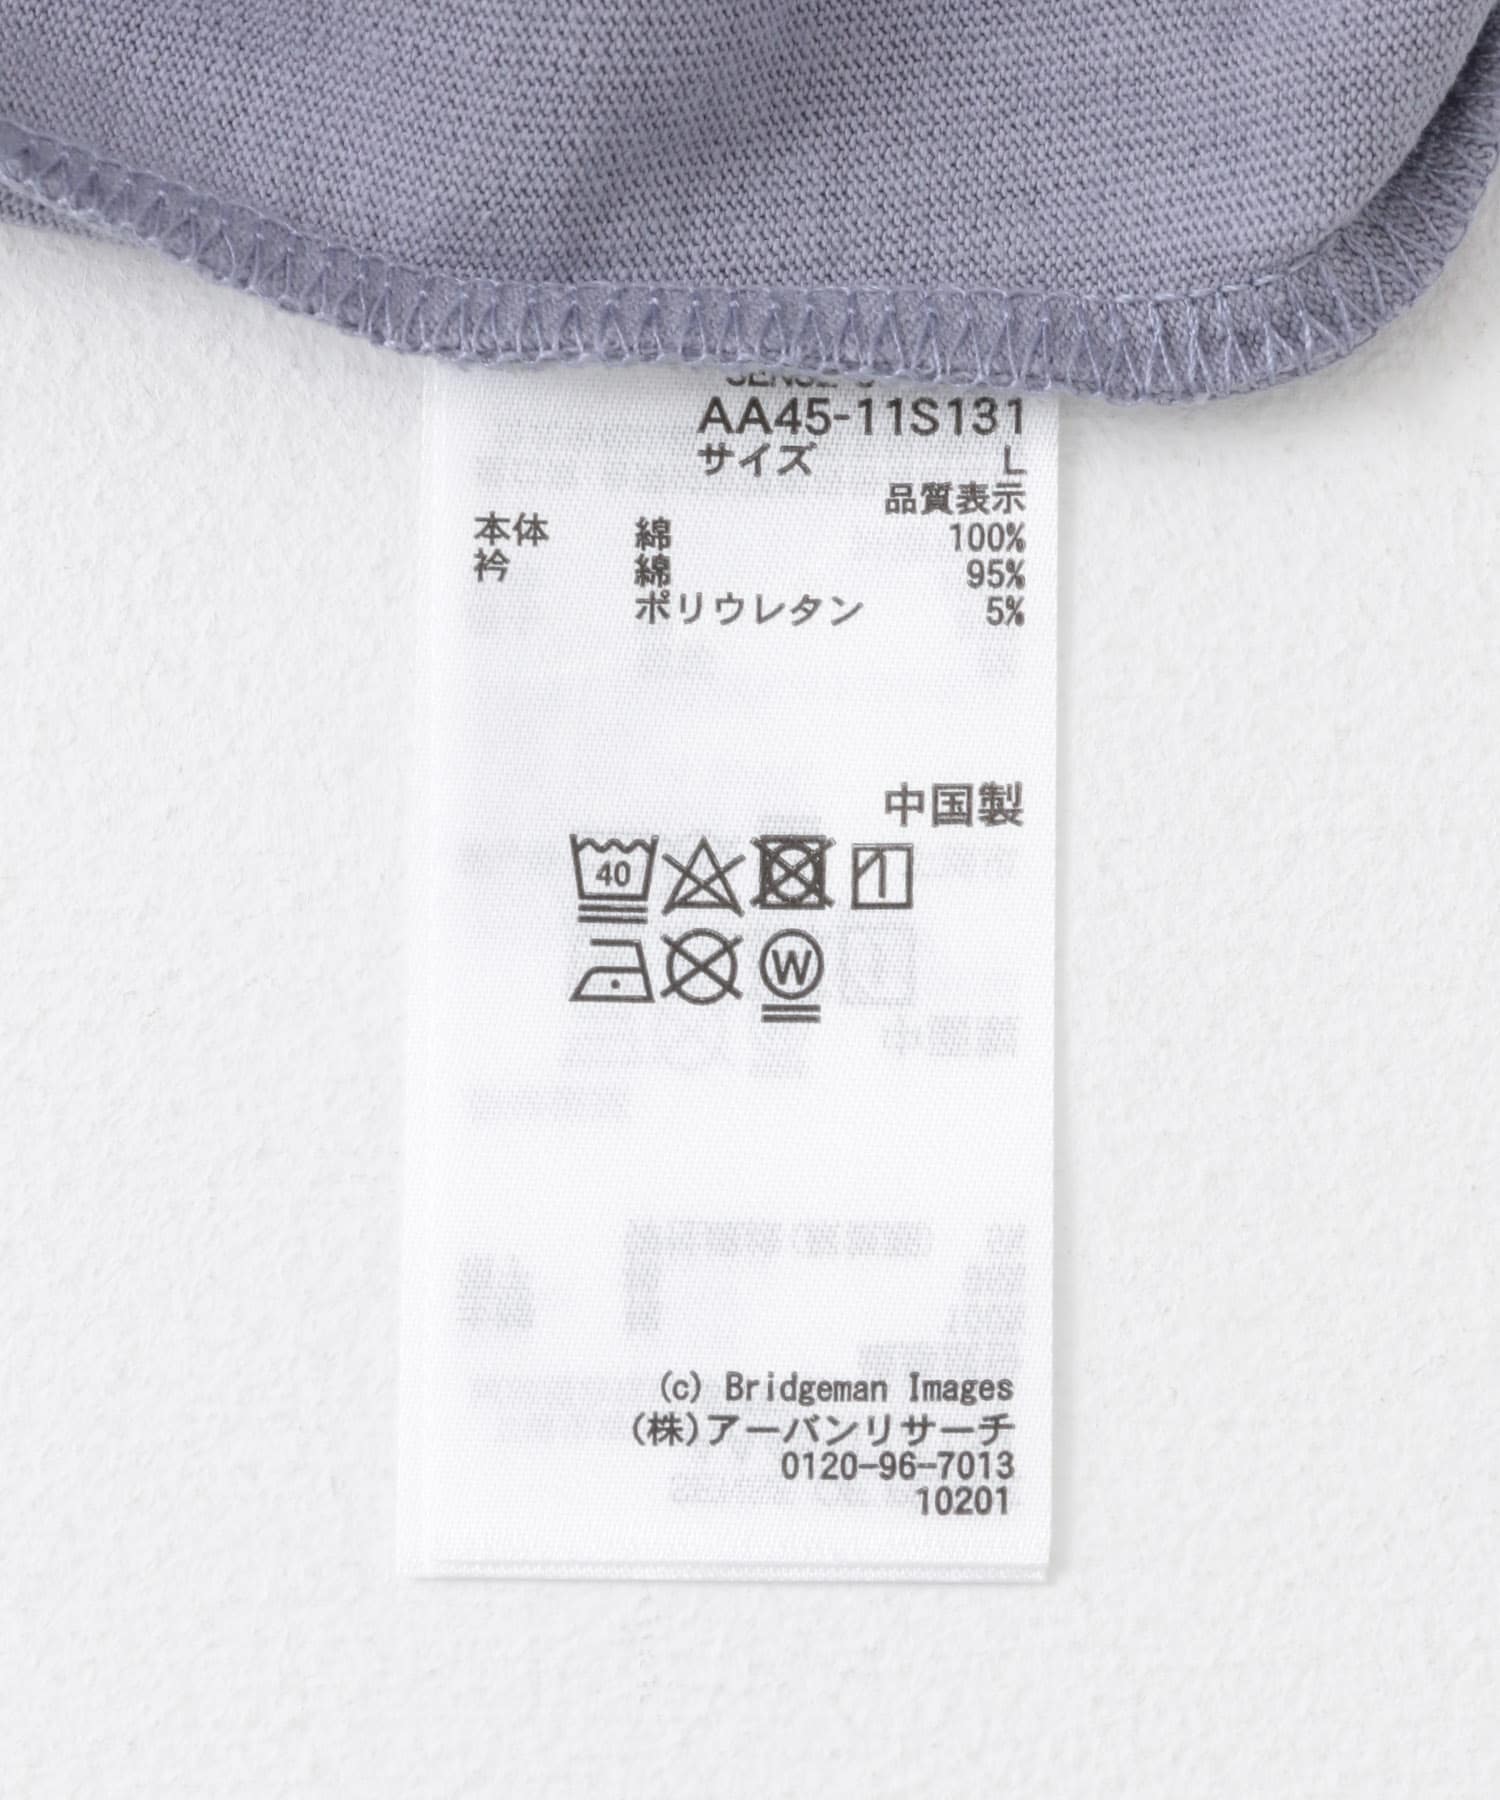 AA45-11S131
サイズ L
品質表示
本体 綿 100%
衿 綿 95%
ポリウレタン 5%
中国製
40
W
(c) Bridgeman Images
(株)アーバンリサーチ
0120-96-7013
10201